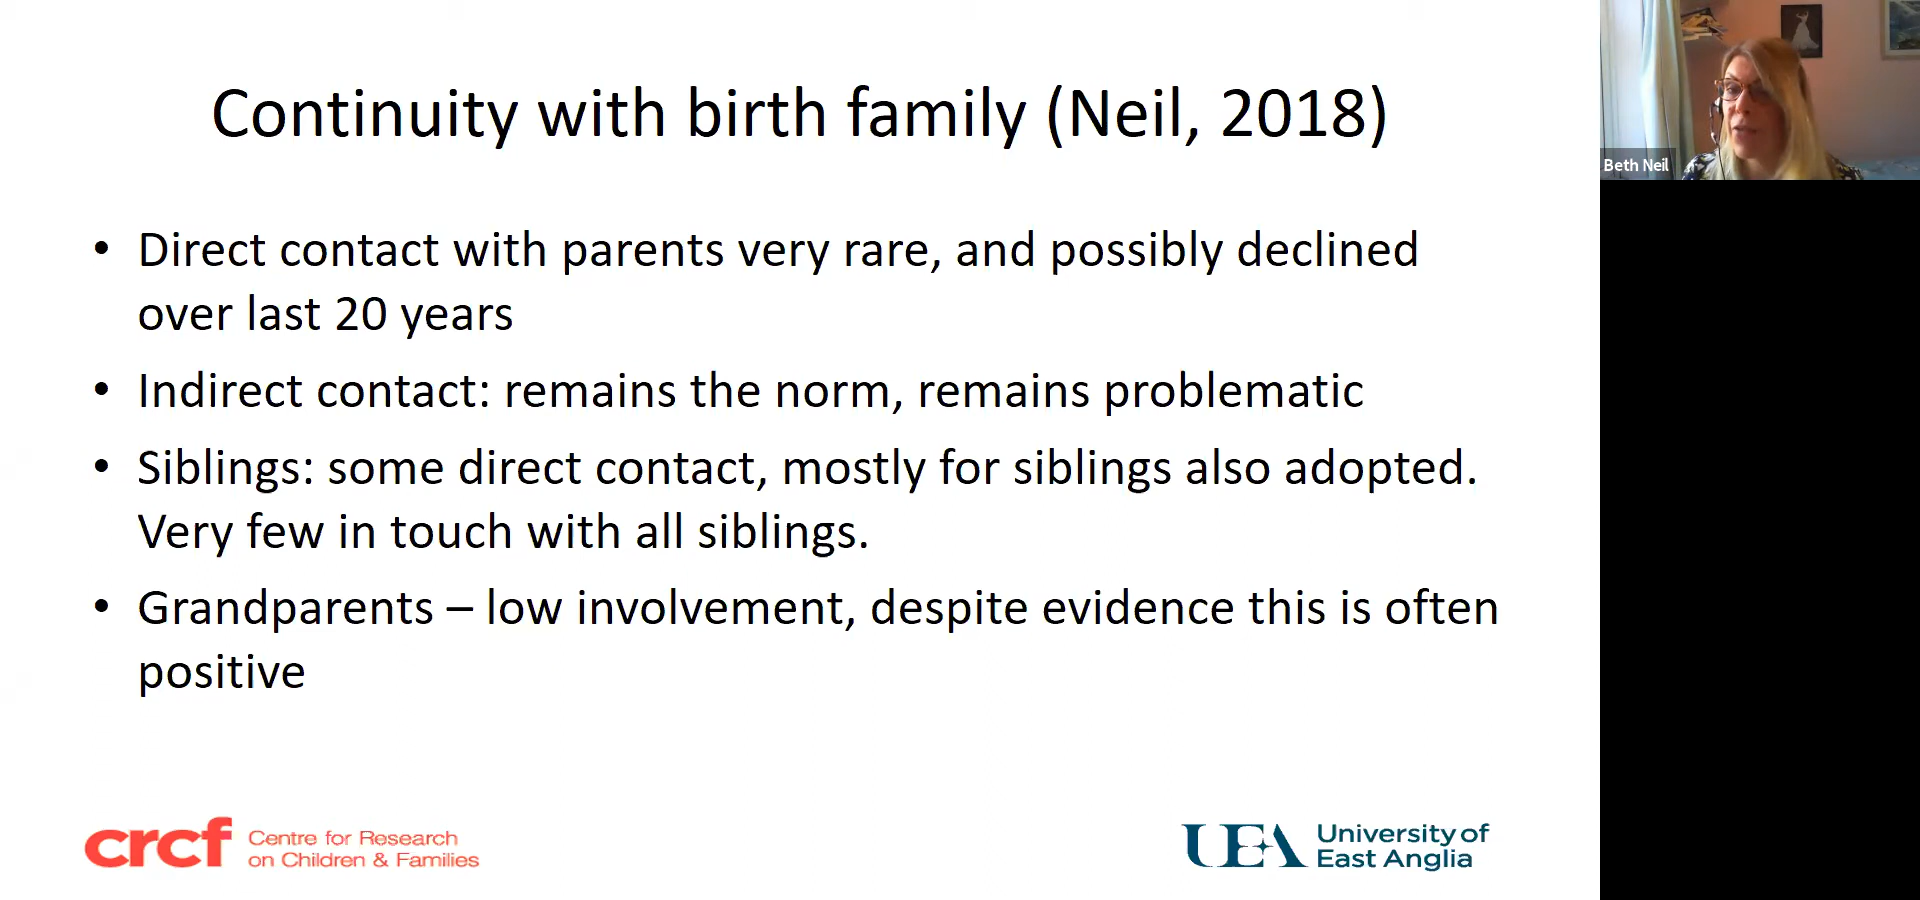 Continuity with birth family (Neil, 2018)
• Direct contact with parents very rare, and possibly declined
over last 20 years
• Indirect contact: remains the norm, remains problematic
• Siblings: some direct contact, mostly for siblings also adopted.
Very few in touch with all siblings.
• Grandparents – low involvement, despite evidence this is often
positive
crcf Centre for Research
on Children & Families
UEA University of
East Anglia
Beth Neil